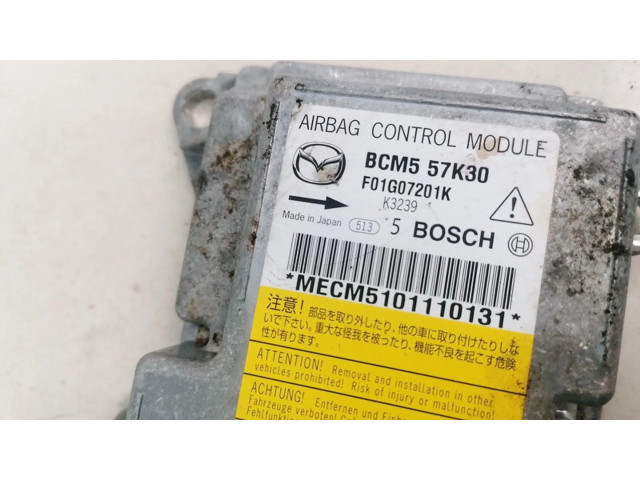 AIRBAG CONTROL MODULE
BCM5 57K30
F01G07201K
K3239
Made in Japan 513 5 BOSCH
*MECM5101110131*
注意! 部品を取り外したり、他の車に取り付けたりしな
いで下さい。重大な怪我を被ったり、機能不良を起こす危険
性が有ります。
ATTENTION! Removal and installation in other
vehicles prohibited! Risk of injury or malfunction!
ACHTUNG! Entfernen und Einb
Fahrzeuge verboten!
Fehlfunktion